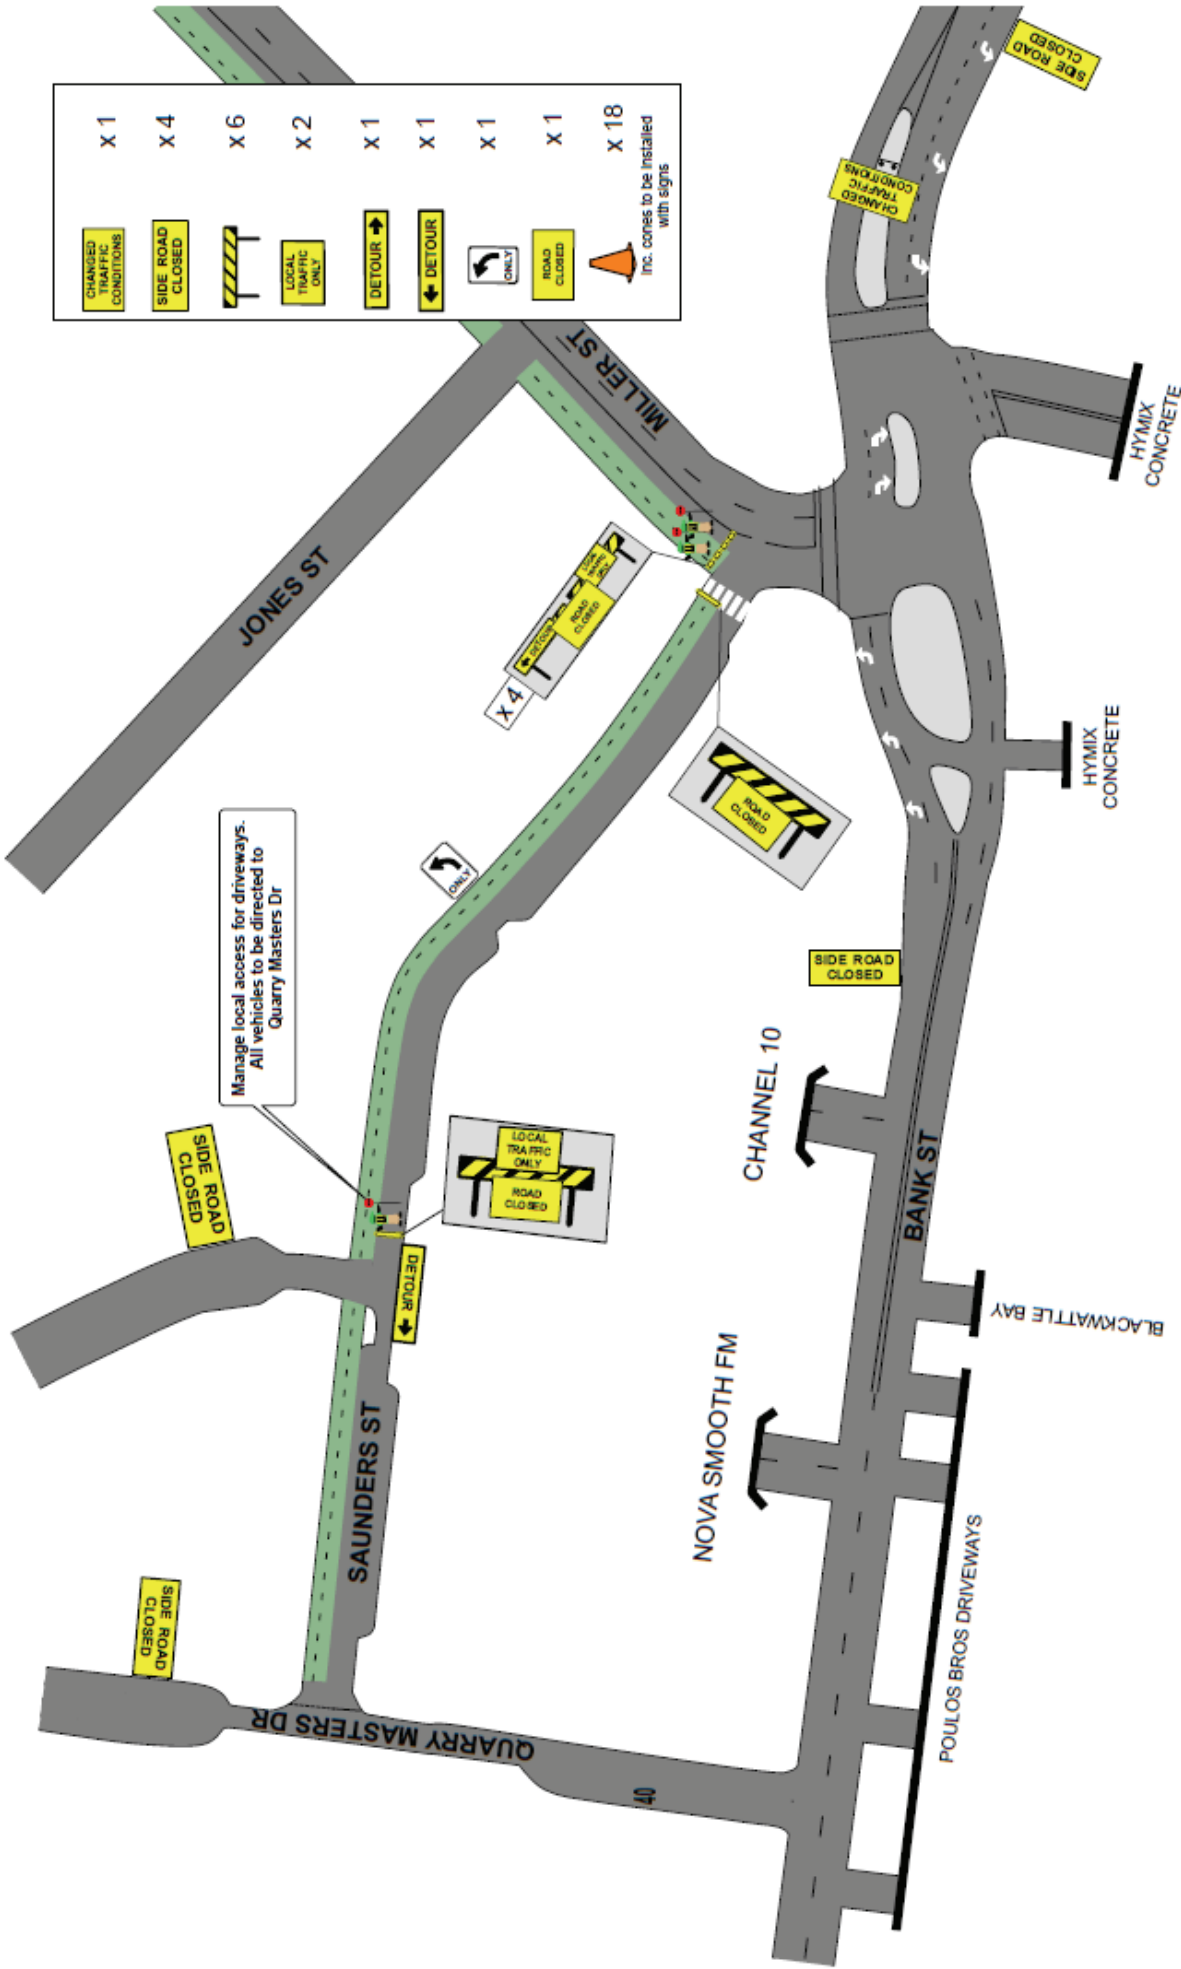 CHANGED
TRAFFIC
CONDITIONS
x 1
SIDE ROAD
CLOSED
x 4
x 6
LOCAL
TRAFFIC
ONLY
x 2
DETOUR →
x 1
← DETOUR
x 1
ONLY
x 1
ROAD
CLOSED
x 1
x 18
Inc. cones to be installed
with signs
SIDE ROAD
CLOSED
CHANGED
TRAFFIC
CONDITIONS
MILLER ST
HYMIX
CONCRETE
JONES ST
LOCAL
TRAFFIC
ONLY
ROAD
CLOSED
← DETOUR
X 4
ROAD
CLOSED
HYMIX
CONCRETE
ONLY
Manage local access for driveways.
All vehicles to be directed to
Quarry Masters Dr
SIDE ROAD
CLOSED
CHANNEL 10
SIDE ROAD
CLOSED
LOCAL
TRAFFIC
ONLY
ROAD
CLOSED
DETOUR →
BANK ST
BLACKWATTLE BAY
NOVA SMOOTH FM
SAUNDERS ST
SIDE ROAD
CLOSED
POULOS BROS DRIVEWAYS
QUARRY MASTERS DR
40